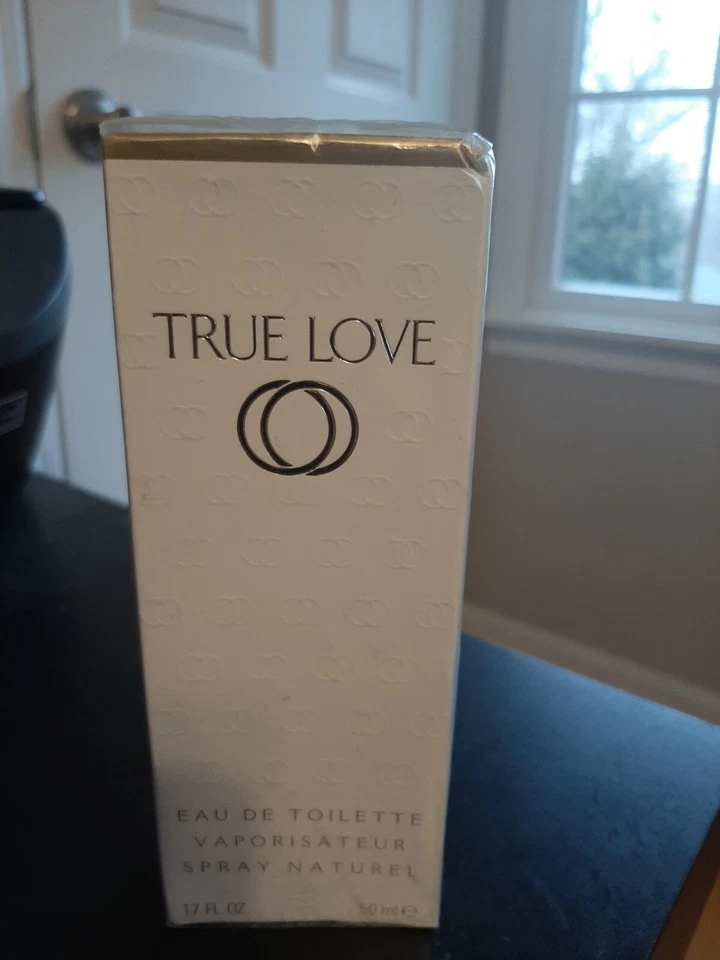 TRUE LOVE
EAU DE TOILETTE
VAPORISATEUR
SPRAY NATUREL
1.7 FL. OZ. 50 ml ℮